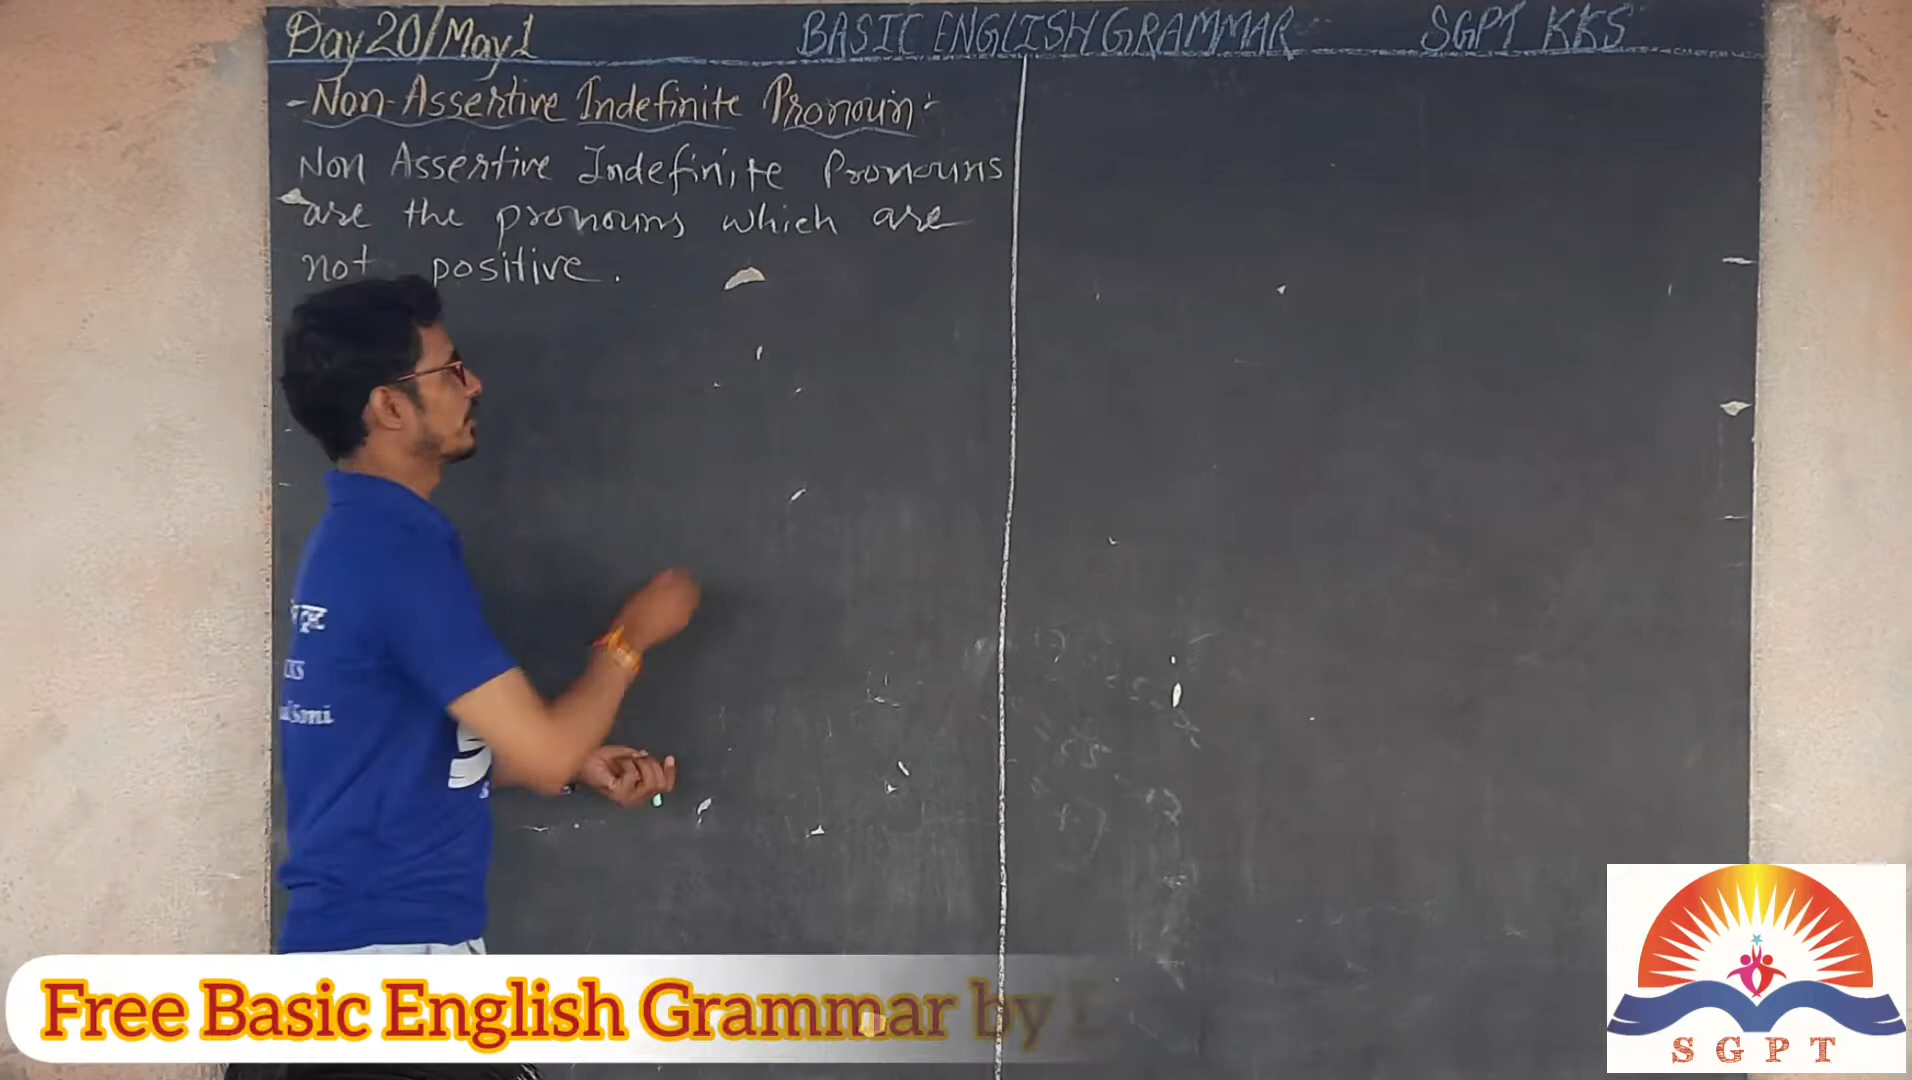 Day 20/May 1
BASIC ENGLISH GRAMMAR
SGPT KKS
- Non-Assertive Indefinite Pronoun:-
Non Assertive Indefinite Pronouns
are the pronouns which are
not positive.
Soni
Free Basic English Grammar by
SGPT